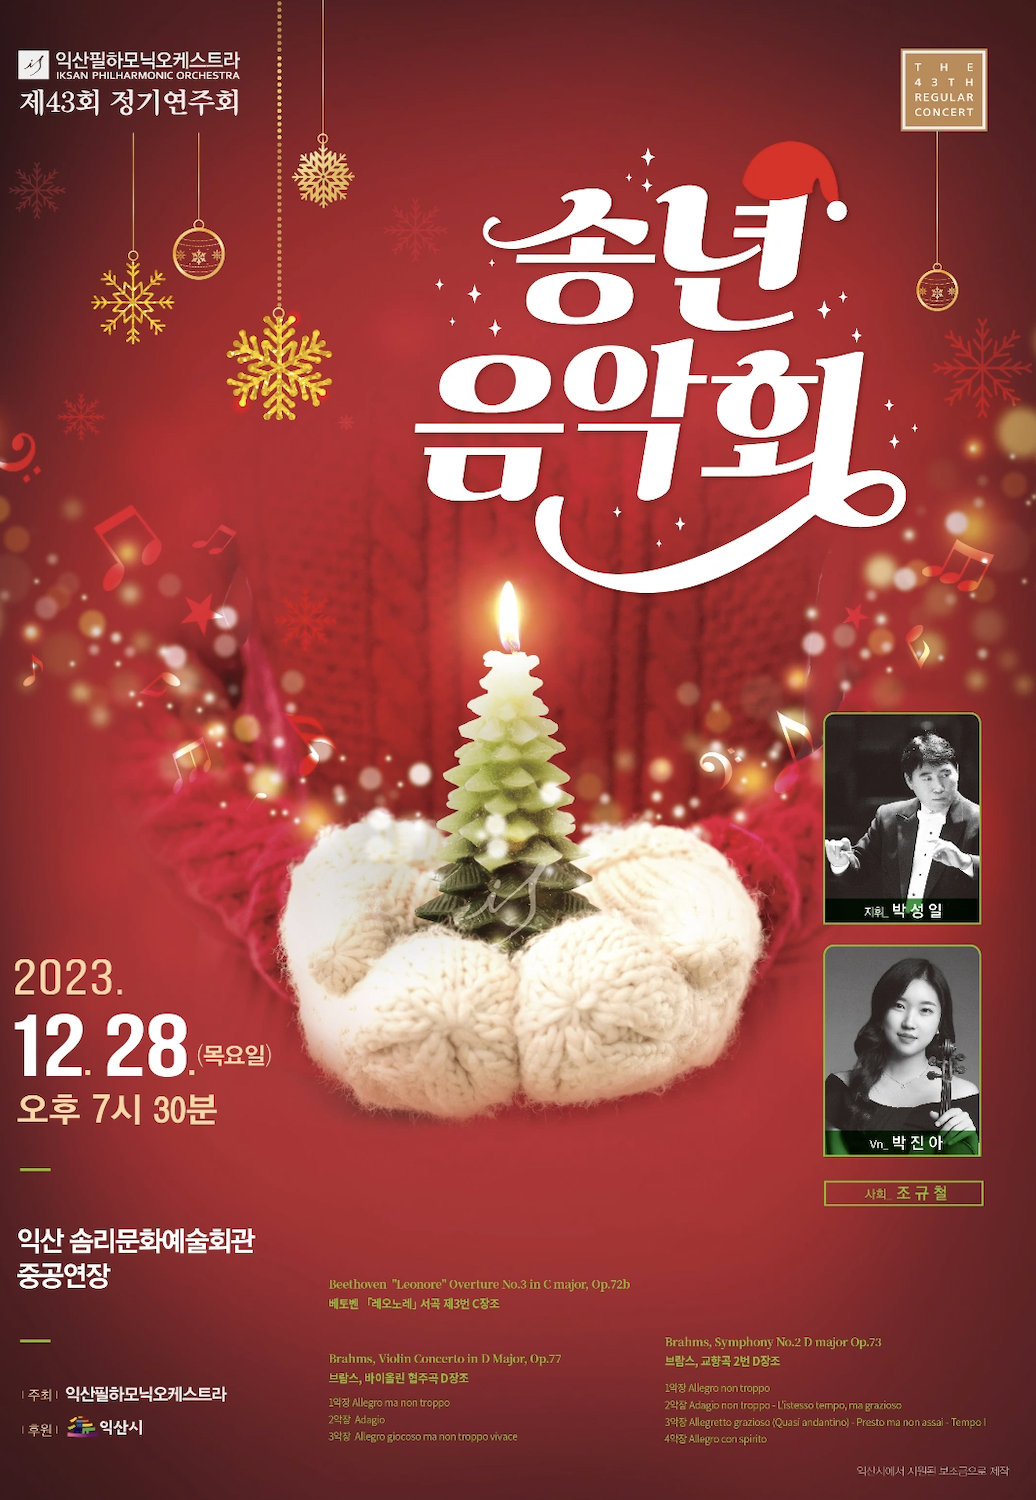 익산필하모닉오케스트라
IKSAN PHILHARMONIC ORCHESTRA
제43회 정기연주회
THE
43TH
REGULAR
CONCERT
송년
음악회
지휘_ 박성일
Vn_ 박진아
사회_ 조규철
2023.
12. 28.(목요일)
오후 7시 30분
익산 솜리문화예술회관
중공연장
주최 익산필하모닉오케스트라
후원 익산시
Beethoven "Leonore" Overture No.3 in C major, Op.72b
베토벤 「레오노레」 서곡 제3번 C장조
Brahms, Violin Concerto in D Major, Op.77
브람스, 바이올린 협주곡 D장조
1악장 Allegro ma non troppo
2악장 Adagio
3악장 Allegro giocoso ma non troppo vivace
Brahms, Symphony No.2 D major Op.73
브람스, 교향곡 2번 D장조
1악장 Allegro non troppo
2악장 Adagio non troppo - L'istesso tempo, ma grazioso
3악장 Allegretto grazioso (Quasi andantino) - Presto ma non assai - Tempo I
4악장 Allegro con spirito
익산시에서 지원된 보조금으로 제작